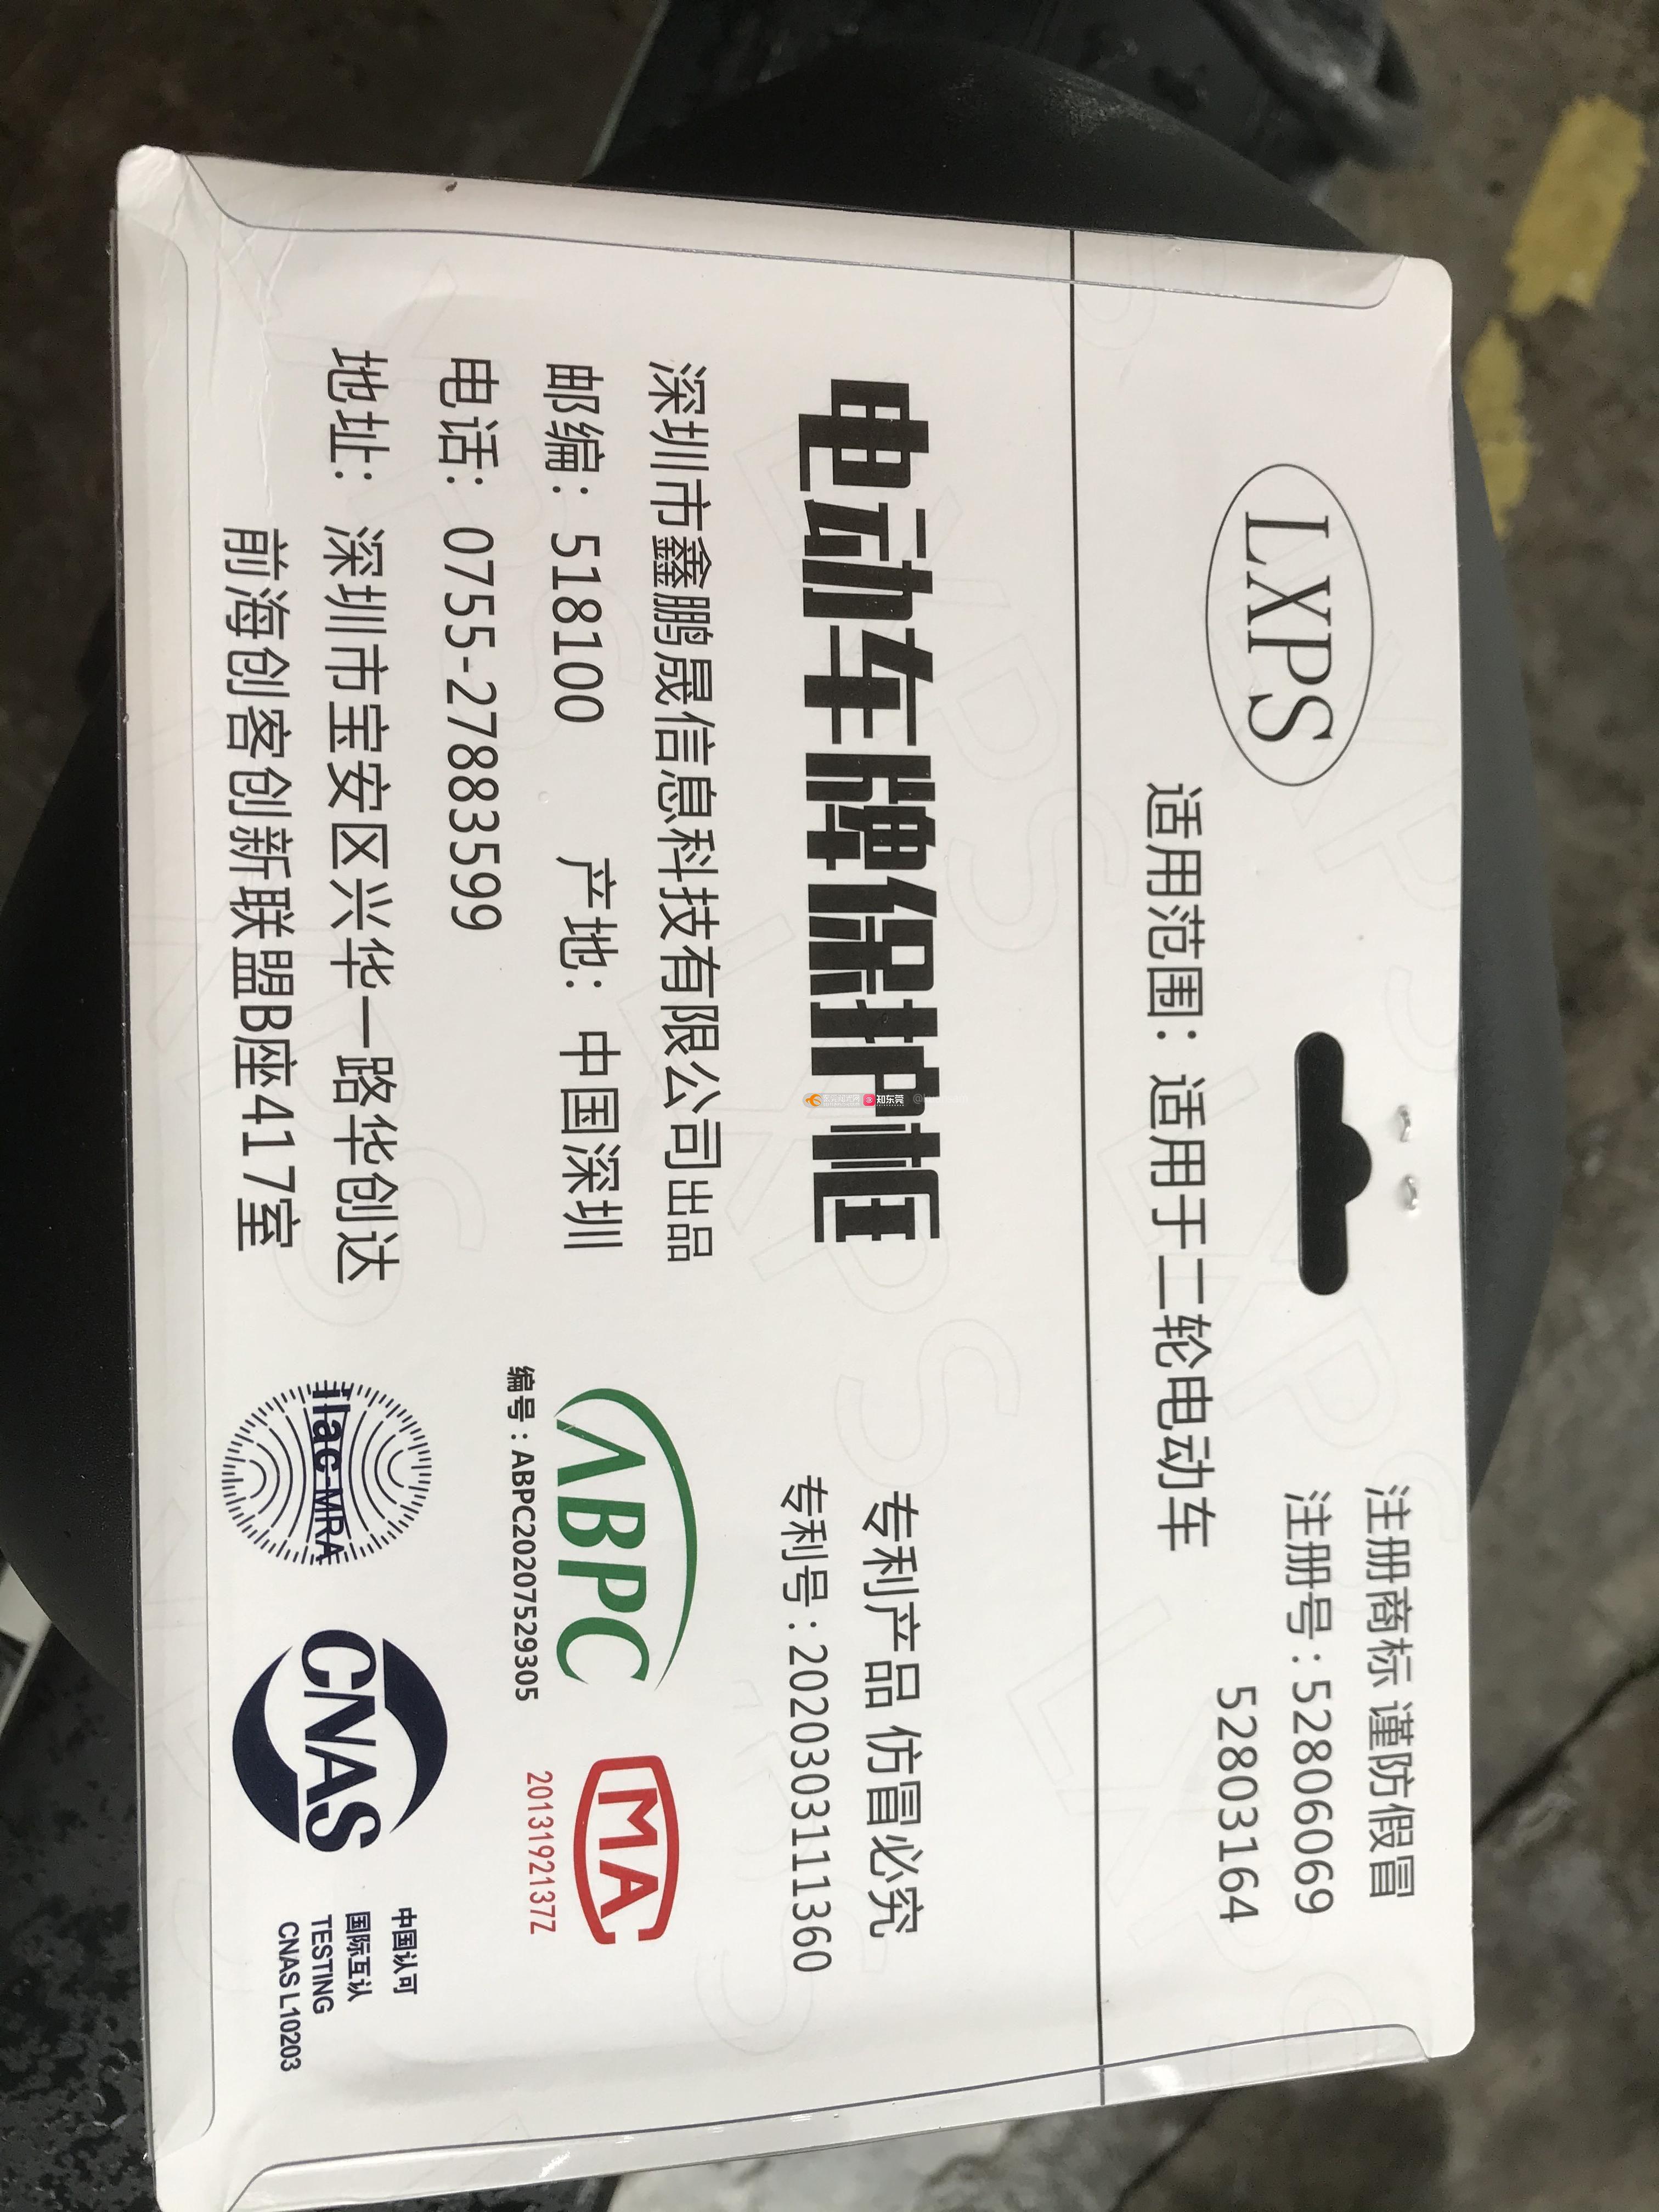 LXPS
注册商标 谨防假冒
注册号:52806069
52803164
适用范围：适用于二轮电动车
电动车牌保护框
深圳市鑫鹏晟信息科技有限公司出品
邮编：518100 产地：中国深圳
电话：0755-27883599
地址：深圳市宝安区兴华一路华创达
前海创客创新联盟B座417室
专利产品 仿冒必究
专利号:2020303111360
ABPC
编号:ABPC2020752930５
MA
2013192137Z
ilac-MRA
CNAS
中国认可
国际互认
TESTING
CNAS L10203
知东莞